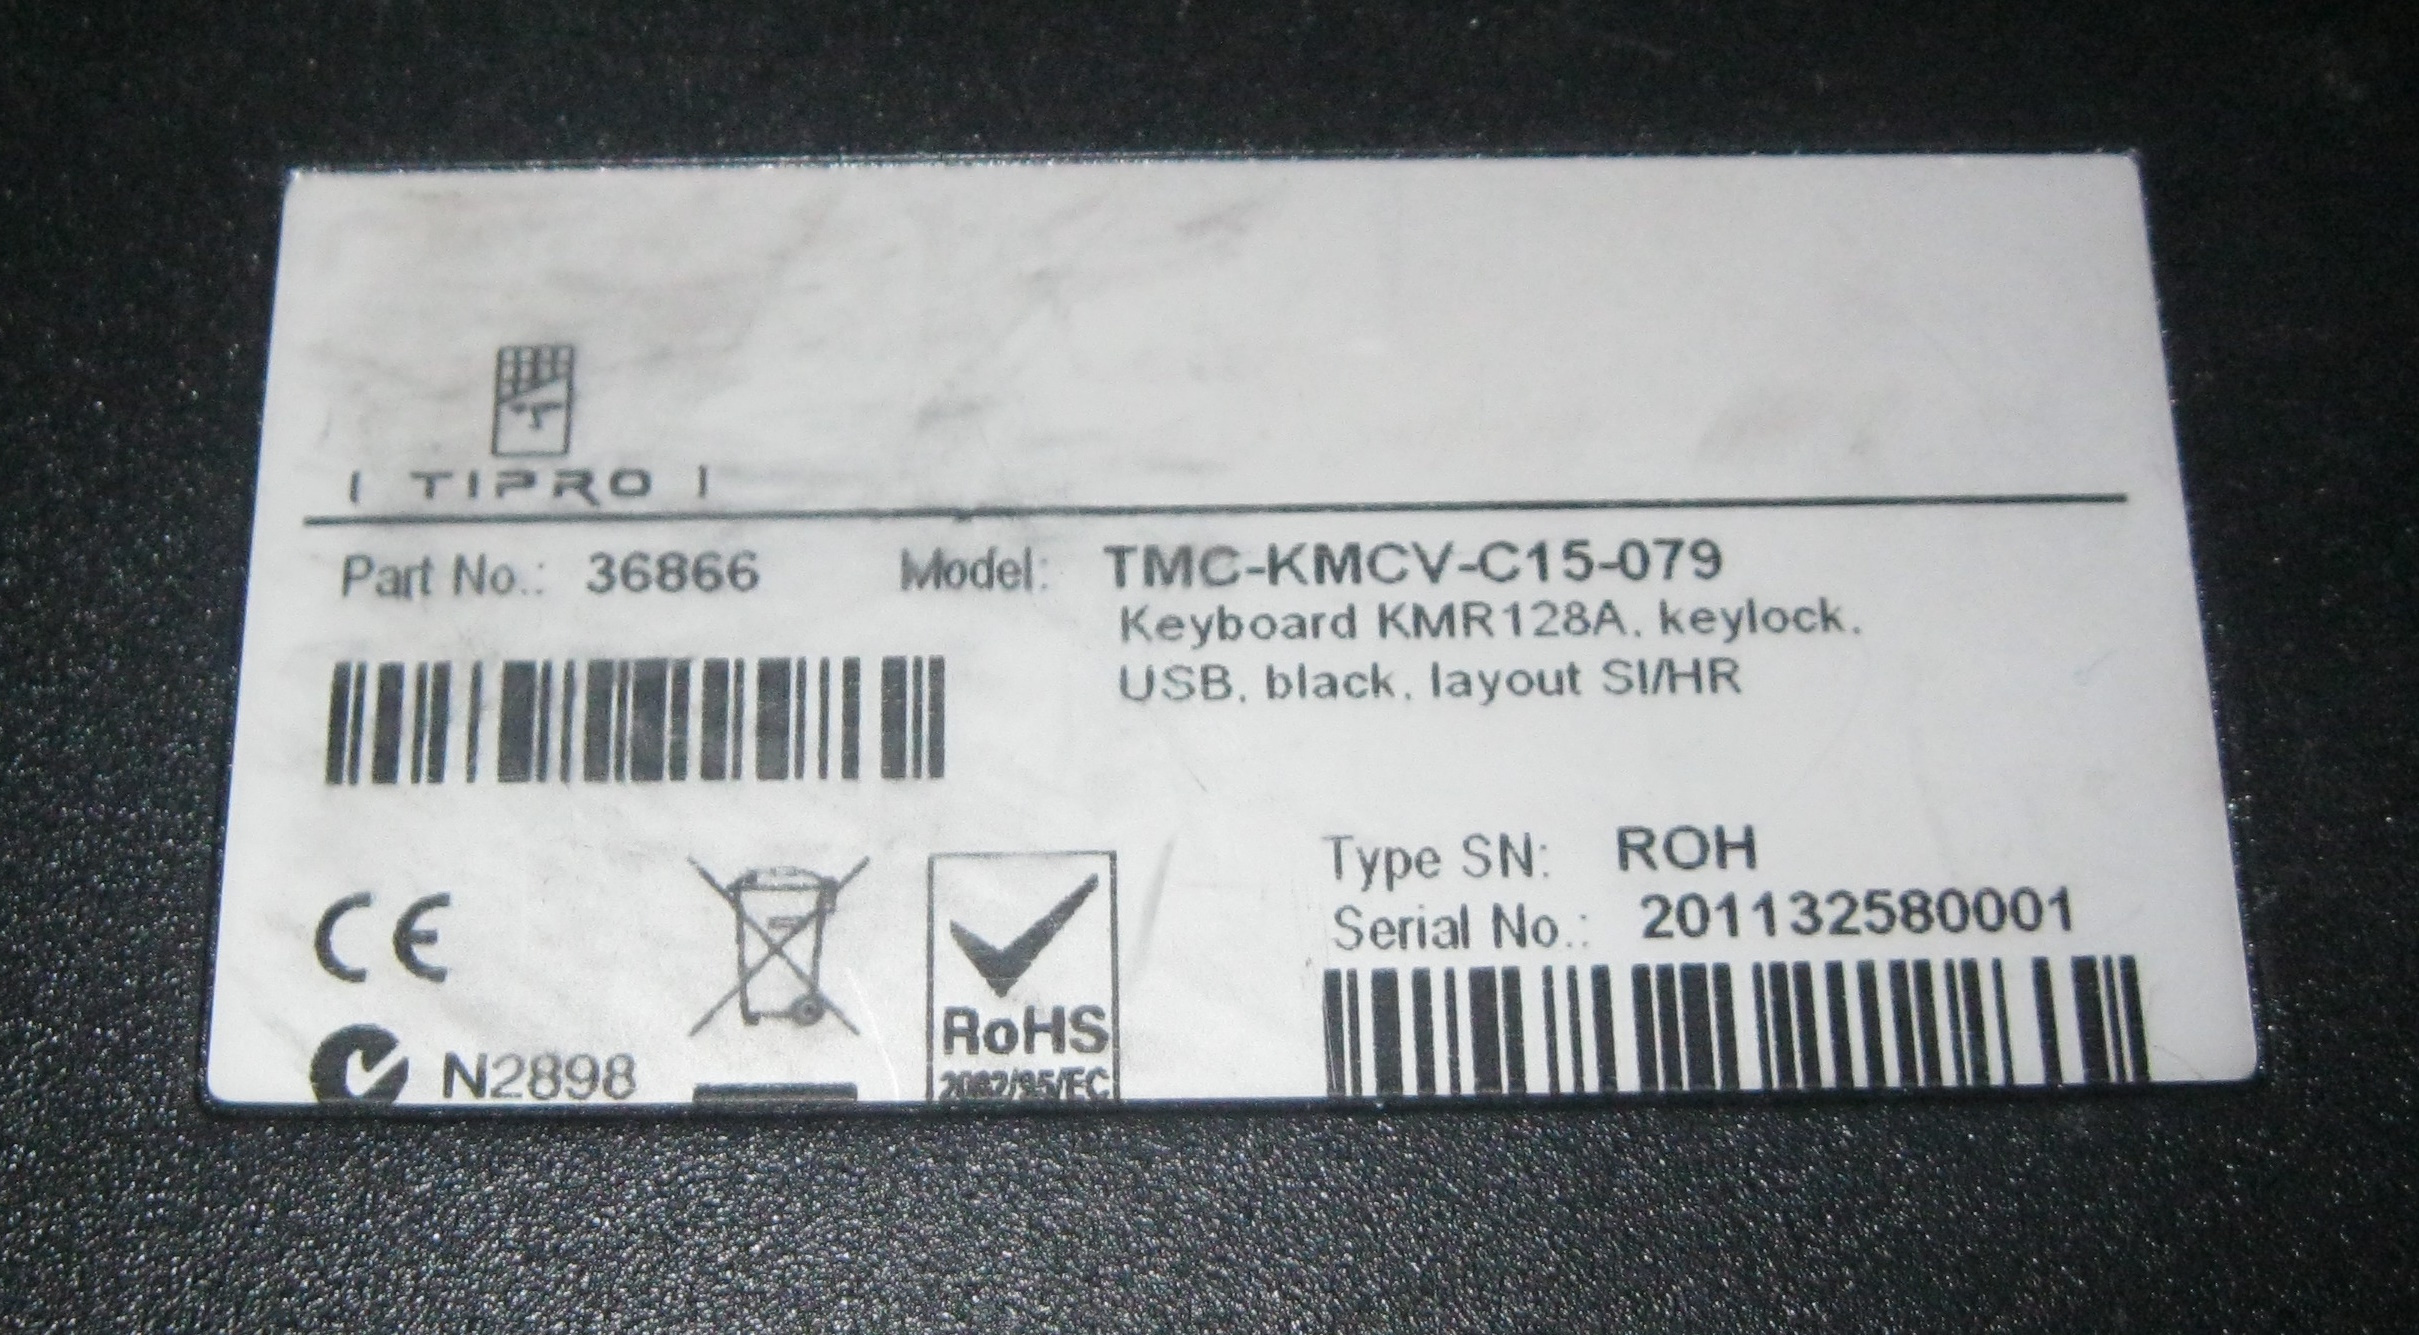 TIPRO
Part No.: 36866 Model: TMC-KMCV-C15-079
Keyboard KMR128A, keylock,
USB, black, layout SI/HR
Type SN: ROH
Serial No.: 201132580001
CE
N2898
RoHS
2002/95/EC